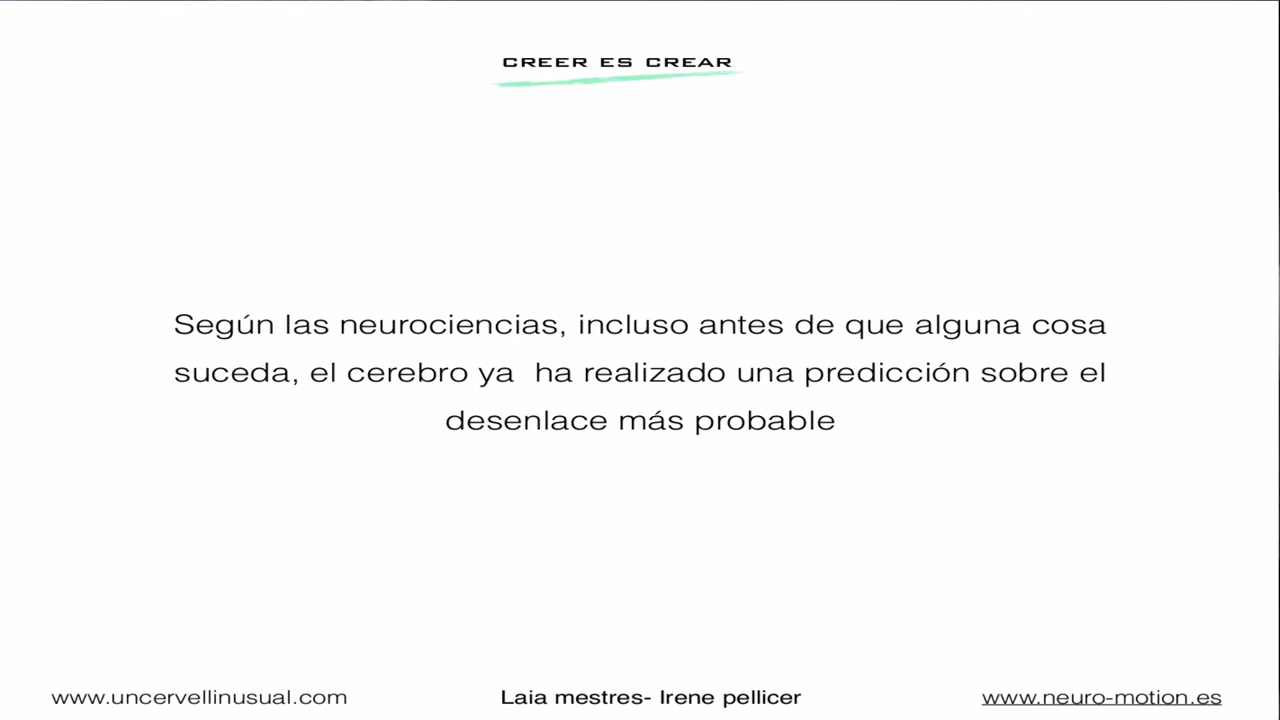 CREER ES CREAR
Según las neurociencias, incluso antes de que alguna cosa
suceda, el cerebro ya  ha realizado una predicción sobre el
desenlace más probable
www.uncervellinusual.com
Laia mestres- Irene pellicer
www.neuro-motion.es